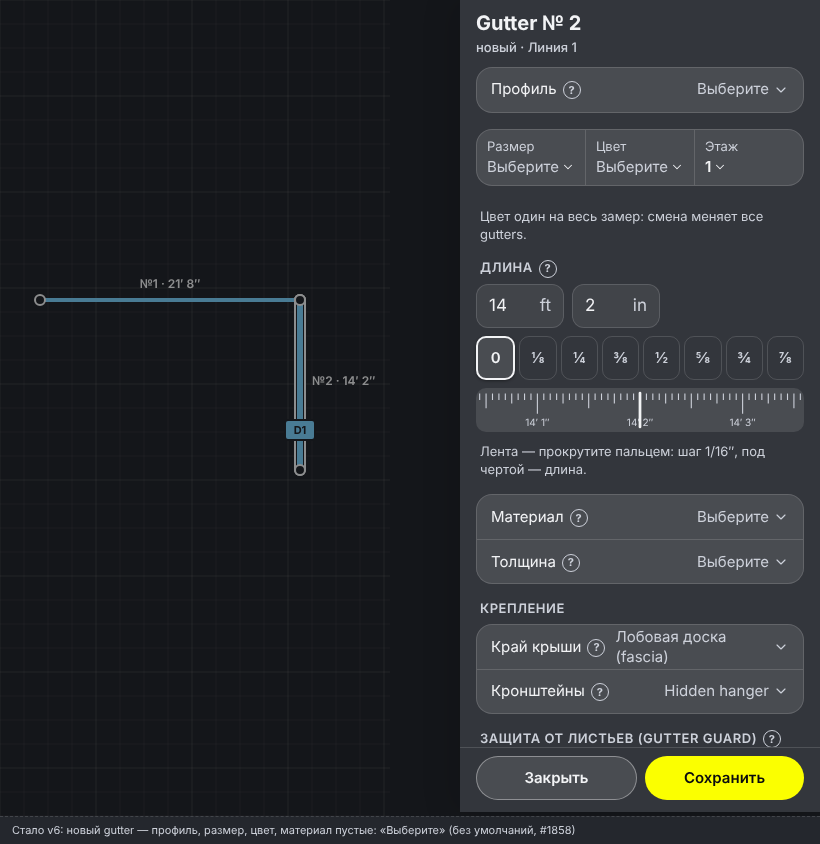 Gutter № 2
новый · Линия 1
Профиль ? Выберите
Размер Цвет Этаж
Выберите Выберите 1
Цвет один на весь замер: смена меняет все
gutters.
ДЛИНА ?
14 ft 2 in
0 ⅛ ¼ ⅜ ½ ⅝ ¾ ⅞
14′ 1″ 14′ 2″ 14′ 3″
Лента — прокрутите пальцем: шаг 1/16″, под
чертой — длина.
Материал ? Выберите
Толщина ? Выберите
КРЕПЛЕНИЕ
Край крыши ? Лобовая доска
(fascia)
Кронштейны ? Hidden hanger
ЗАЩИТА ОТ ЛИСТЬЕВ (GUTTER GUARD) ?
Закрыть Сохранить
№1 · 21′ 8″
№2 · 14′ 2″
D1
Стало v6: новый gutter — профиль, размер, цвет, материал пустые: «Выберите» (без умолчаний, #1858)